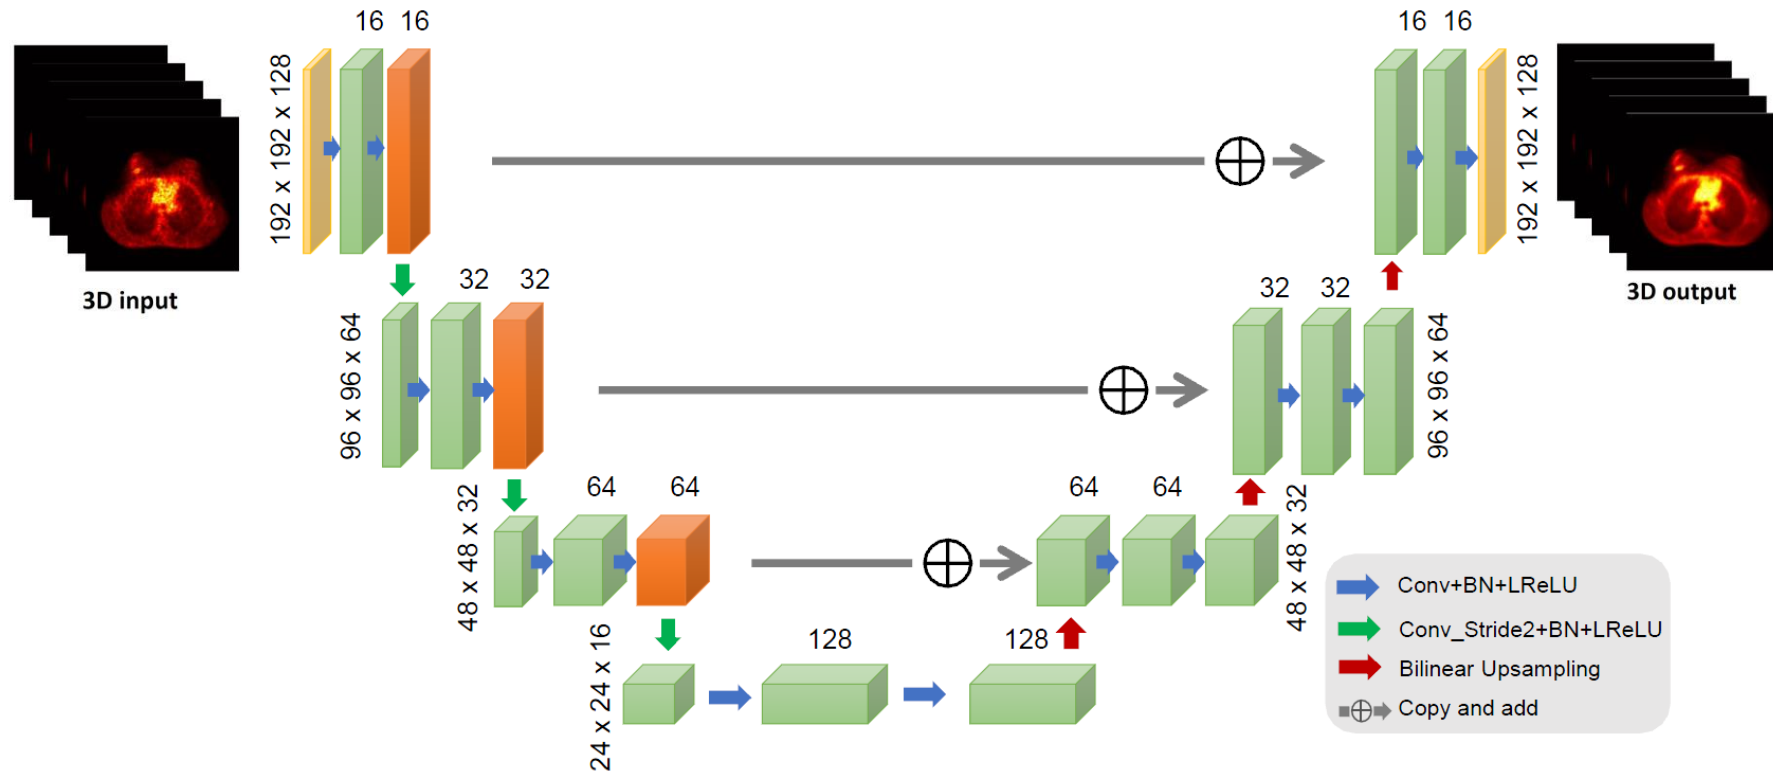 16 16
16 16
192 x 192 x 128
192 x 192 x 128
3D input
3D output
32 32
32 32
96 x 96 x 64
96 x 96 x 64
64 64
64 64
48 x 48 x 32
48 x 48 x 32
128 128
24 x 24 x 16
Conv+BN+LReLU
Conv_Stride2+BN+LReLU
Bilinear Upsampling
Copy and add